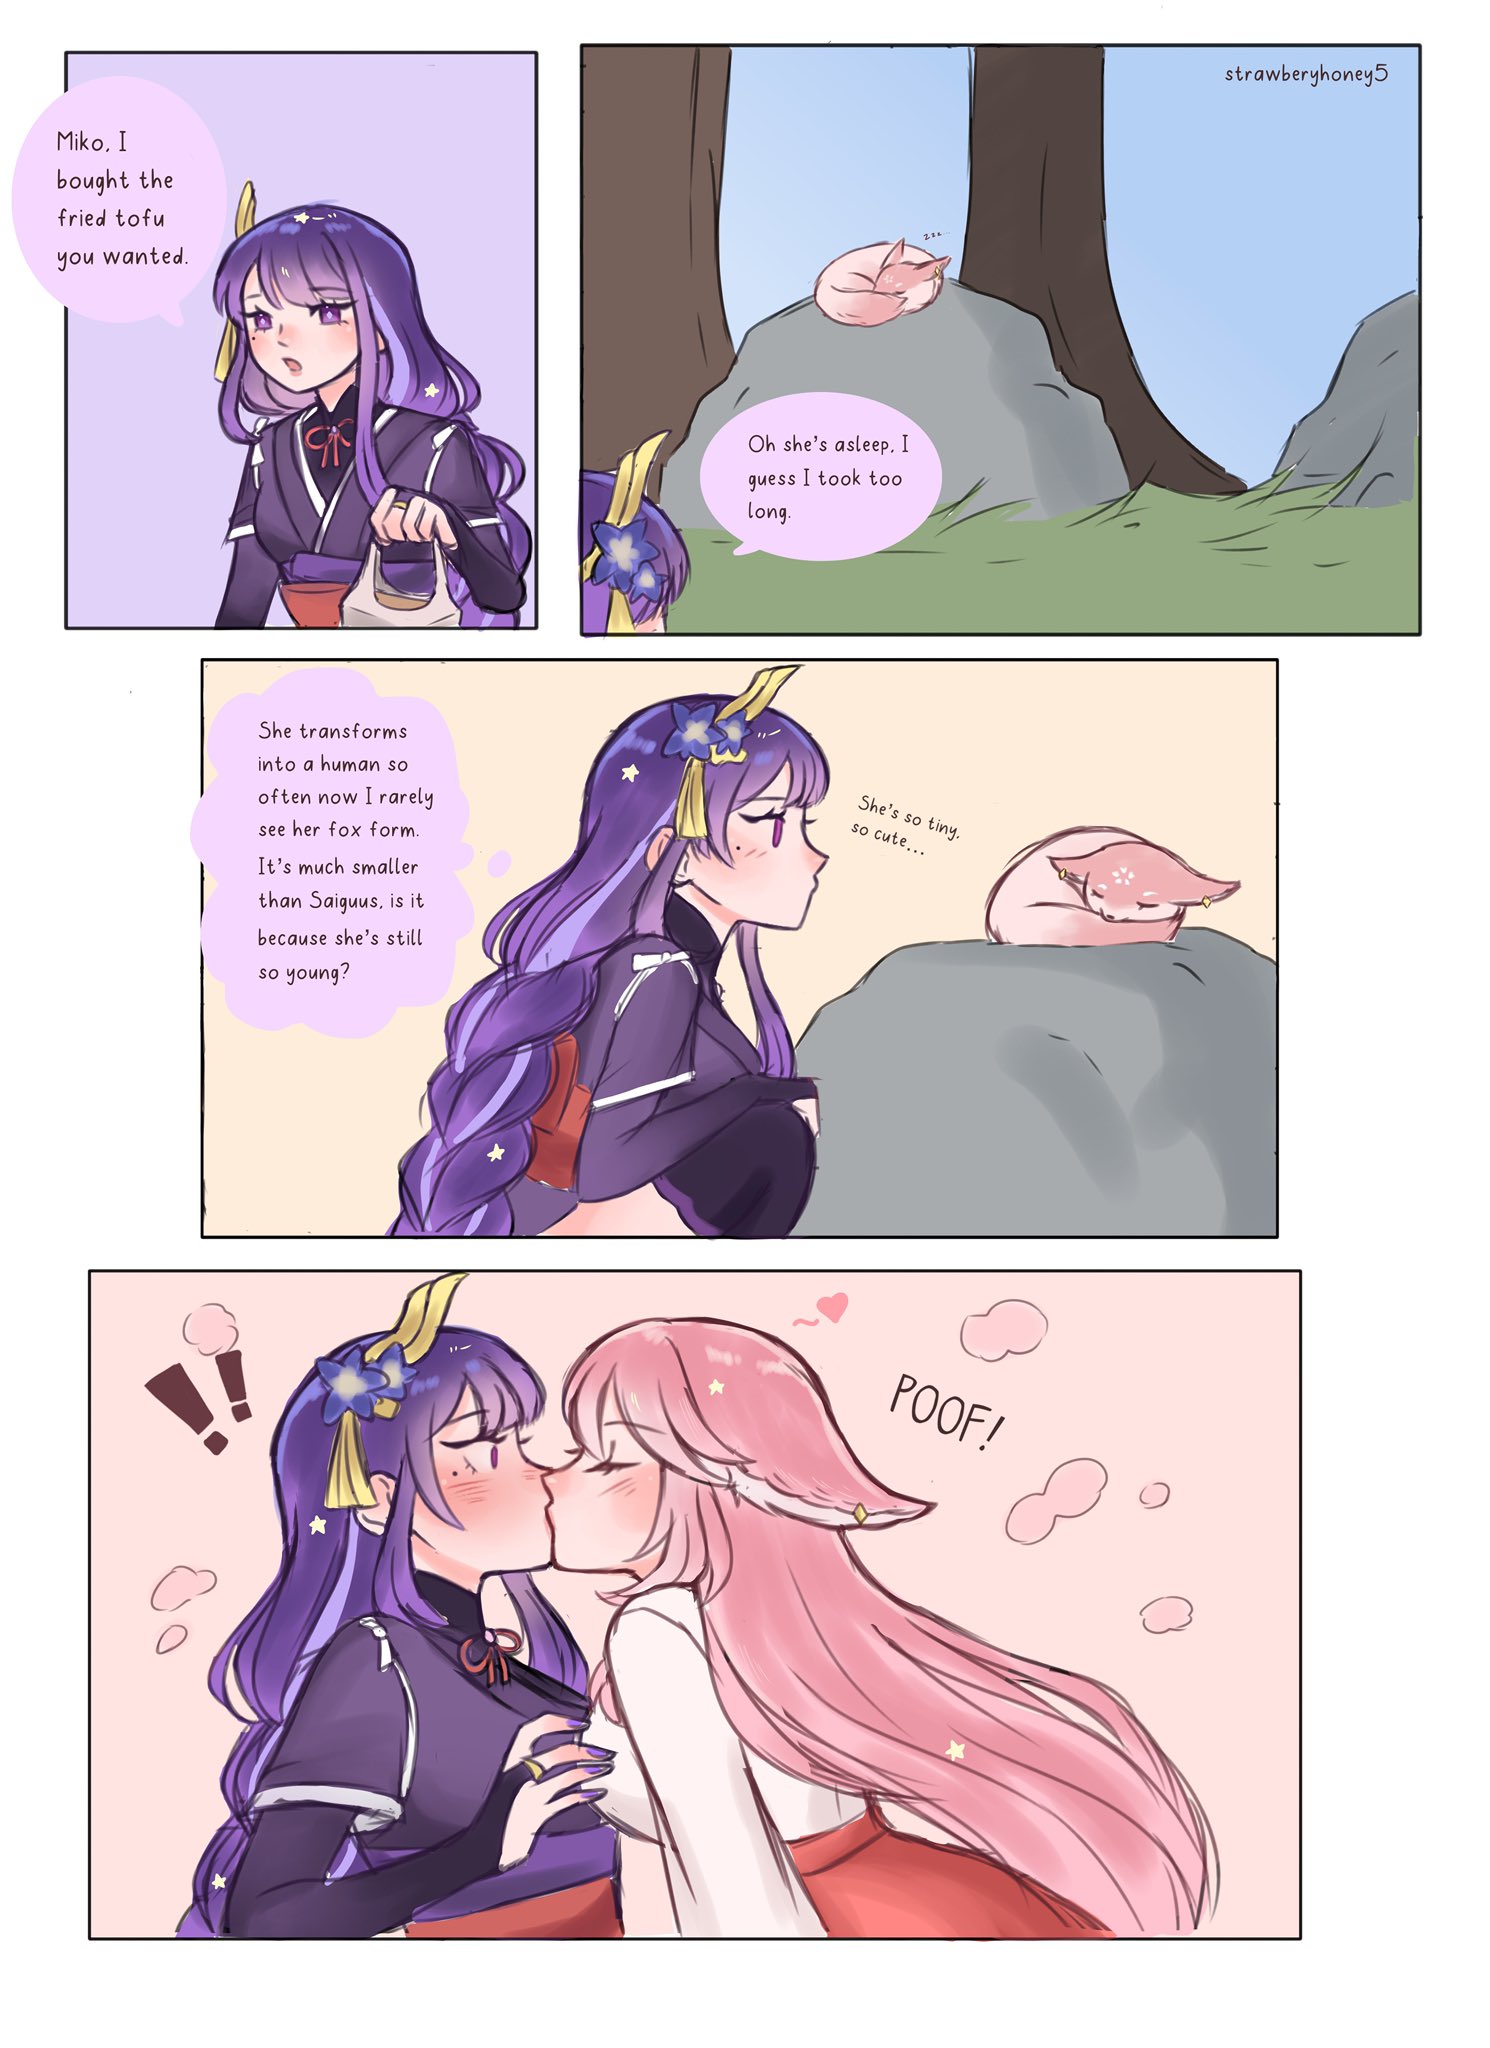 Miko, I
bought the
fried tofu
you wanted.
strawberyhoney5
zzz...
Oh she's asleep, I
guess I took too
long.
She transforms
into a human so
often now I rarely
see her fox form.
It's much smaller
than Saiguus, is it
because she's still
so young?
She's so tiny,
so cute...
!!
POOF!